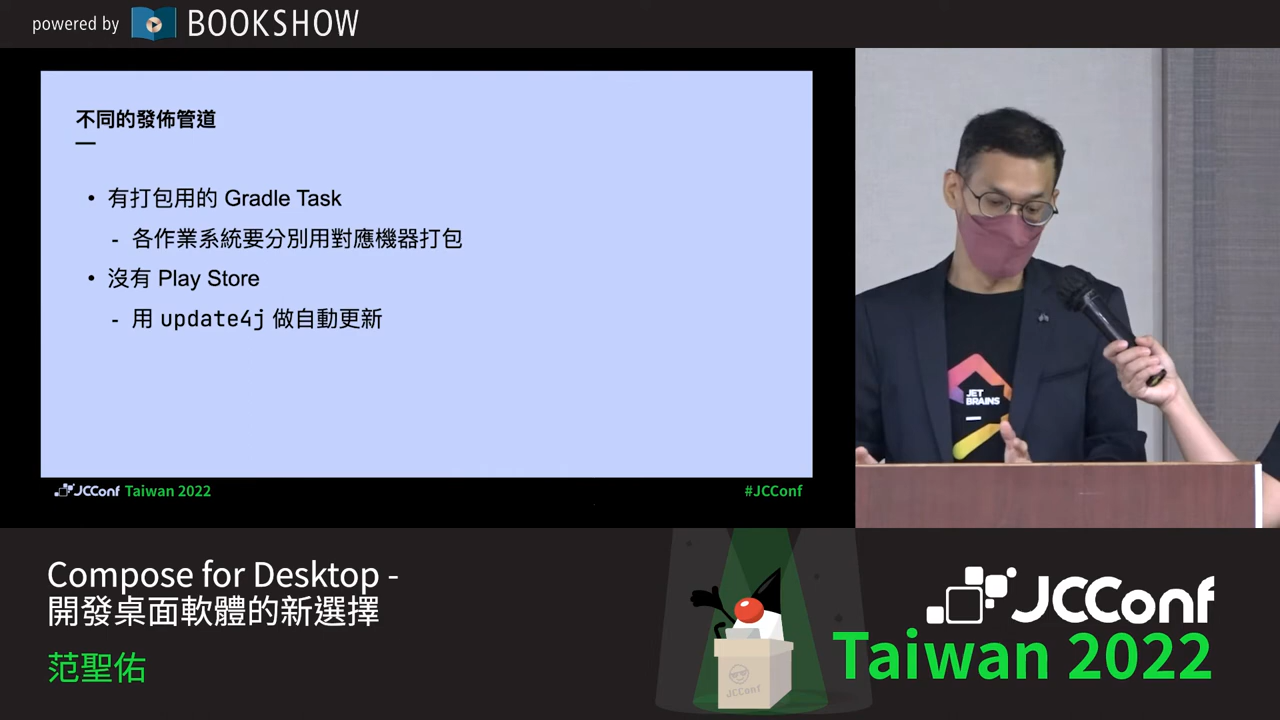 powered by BOOKSHOW
不同的發佈管道
• 有打包用的 Gradle Task
- 各作業系統要分別用對應機器打包
• 沒有 Play Store
- 用 update4j 做自動更新
JCConf Taiwan 2022
#JCConf
JET
BRAINS
Compose for Desktop -
開發桌面軟體的新選擇
范聖佑
JCConf
JCConf
Taiwan 2022